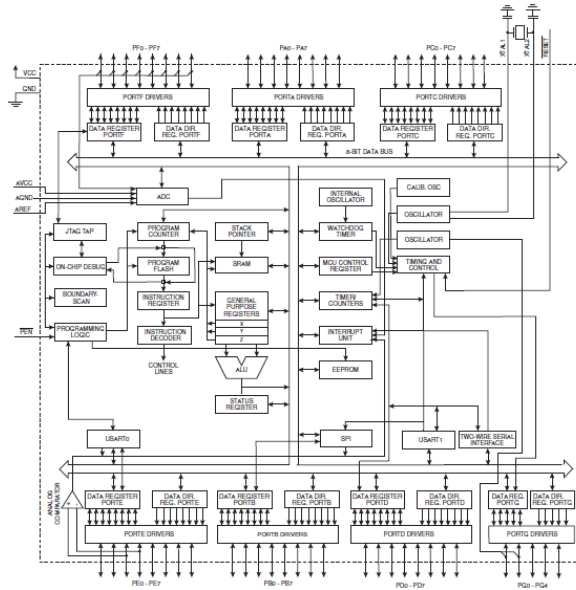 PF0 - PF7
PA0 - PA7
PC0 - PC7
XTAL1
XTAL2
RESET
VCC
GND
PORTF DRIVERS
PORTA DRIVERS
PORTC DRIVERS
DATA REGISTER
PORTF
DATA DIR.
REG. PORTF
DATA REGISTER
PORTA
DATA DIR.
REG. PORTA
DATA REGISTER
PORTC
DATA DIR.
REG. PORTC
8-BIT DATA BUS
AVCC
AGND
AREF
ADC
INTERNAL
OSCILLATOR
CALIB. OSC
OSCILLATOR
JTAG TAP
PROGRAM
COUNTER
STACK
POINTER
WATCHDOG
TIMER
OSCILLATOR
ON-CHIP DEBUG
PROGRAM
FLASH
SRAM
MCU CONTROL
REGISTER
TIMING AND
CONTROL
BOUNDARY-
SCAN
INSTRUCTION
REGISTER
GENERAL
PURPOSE
REGISTERS
TIMER/
COUNTERS
PEN
PROGRAMMING
LOGIC
INSTRUCTION
DECODER
X
Y
Z
INTERRUPT
UNIT
CONTROL
LINES
ALU
EEPROM
STATUS
REGISTER
USART0
SPI
USART1
TWO-WIRE SERIAL
INTERFACE
ANALOG
COMPARATOR
+
-
DATA REGISTER
PORTE
DATA DIR.
REG. PORTE
DATA REGISTER
PORTB
DATA DIR.
REG. PORTB
DATA REGISTER
PORTD
DATA DIR.
REG. PORTD
DATA REG.
PORTG
DATA DIR.
REG. PORTG
PORTE DRIVERS
PORTB DRIVERS
PORTD DRIVERS
PORTG DRIVERS
PE0 - PE7
PB0 - PB7
PD0 - PD7
PG0 - PG4